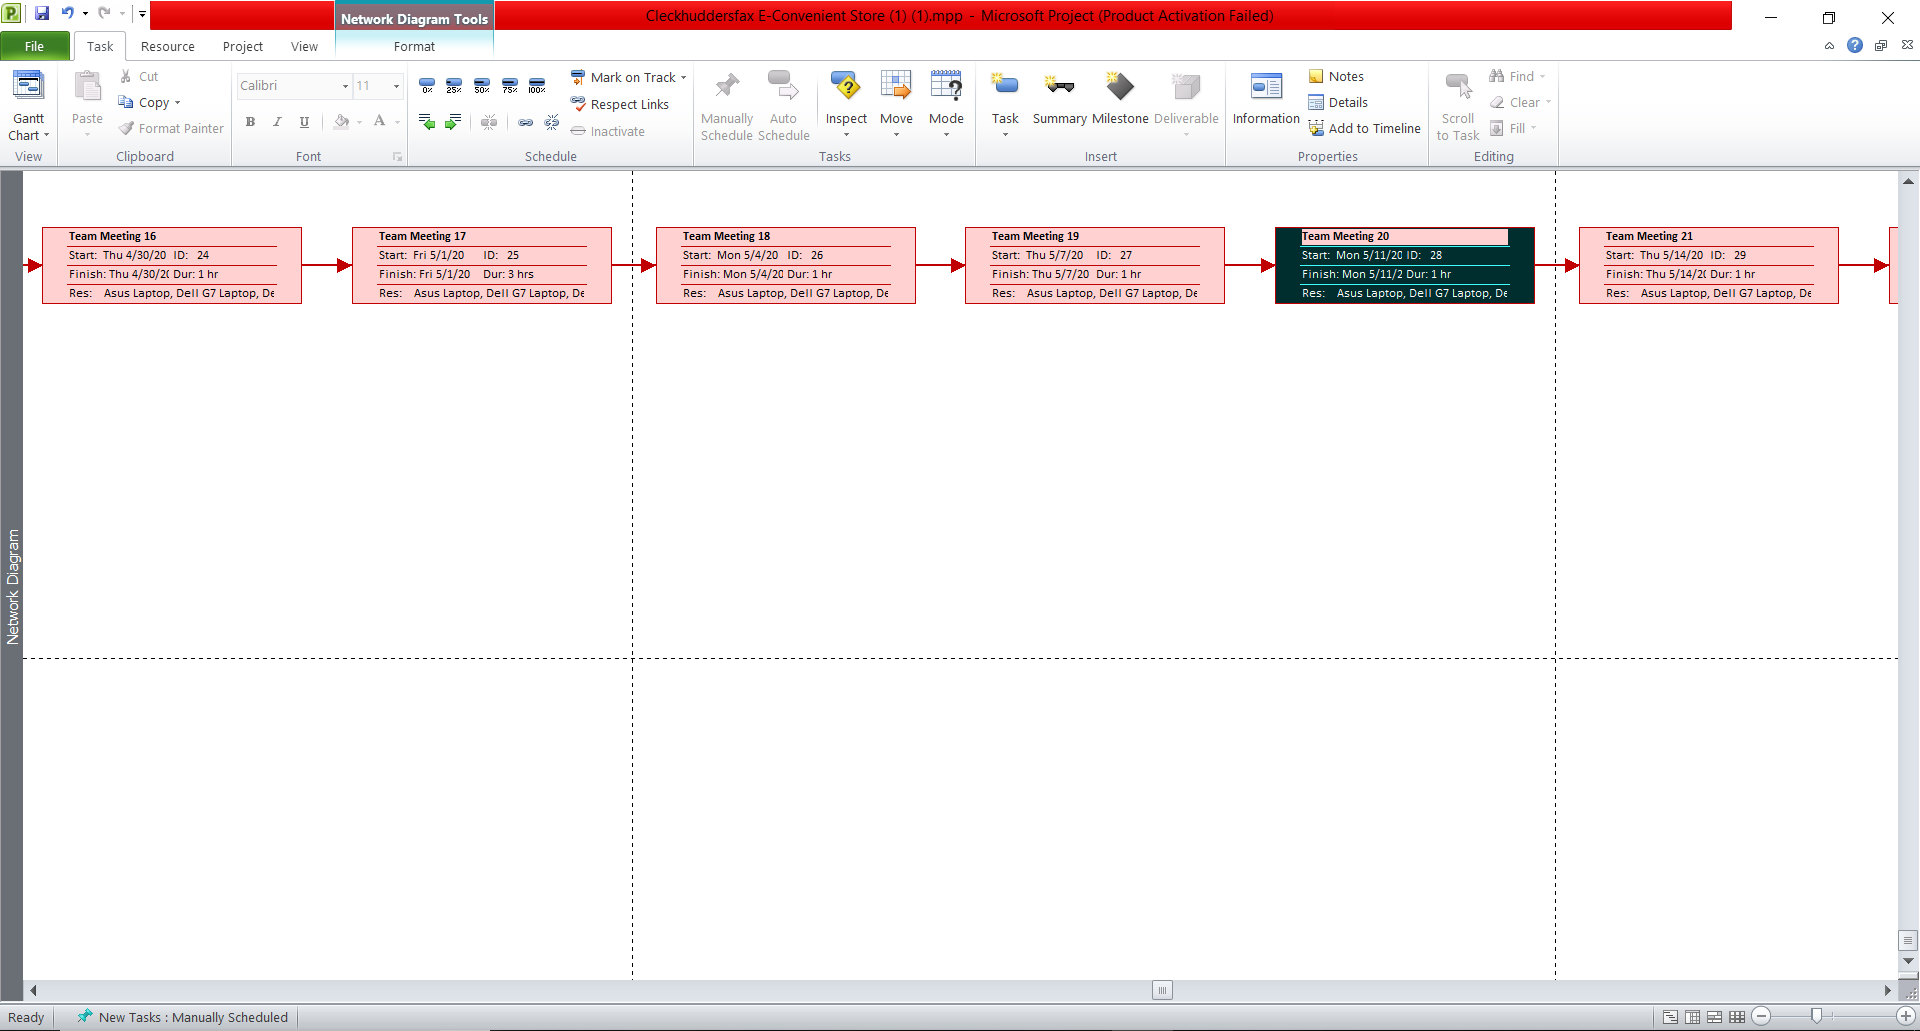 Network Diagram Tools
Cleckhuddersfax E-Convenient Store (1) (1).mpp - Microsoft Project (Product Activation Failed)
File Task Resource Project View Format
Gantt Chart
View
Paste
Cut
Copy
Format Painter
Clipboard
Calibri 11
B I U A
Font
0% 25% 50% 75% 100%
Mark on Track
Respect Links
Inactivate
Schedule
Manually Schedule
Auto Schedule
Inspect
Move
Mode
Tasks
Task
Summary
Milestone
Deliverable
Insert
Information
Notes
Details
Add to Timeline
Properties
Scroll to Task
Find
Clear
Fill
Editing
Network Diagram
Team Meeting 16
Start: Thu 4/30/20 ID: 24
Finish: Thu 4/30/2( Dur: 1 hr
Res: Asus Laptop, Dell G7 Laptop, De
Team Meeting 17
Start: Fri 5/1/20 ID: 25
Finish: Fri 5/1/20 Dur: 3 hrs
Res: Asus Laptop, Dell G7 Laptop, De
Team Meeting 18
Start: Mon 5/4/20 ID: 26
Finish: Mon 5/4/2( Dur: 1 hr
Res: Asus Laptop, Dell G7 Laptop, De
Team Meeting 19
Start: Thu 5/7/20 ID: 27
Finish: Thu 5/7/20 Dur: 1 hr
Res: Asus Laptop, Dell G7 Laptop, De
Team Meeting 20
Start: Mon 5/11/2( ID: 28
Finish: Mon 5/11/2 Dur: 1 hr
Res: Asus Laptop, Dell G7 Laptop, De
Team Meeting 21
Start: Thu 5/14/20 ID: 29
Finish: Thu 5/14/2( Dur: 1 hr
Res: Asus Laptop, Dell G7 Laptop, De
Ready
New Tasks : Manually Scheduled